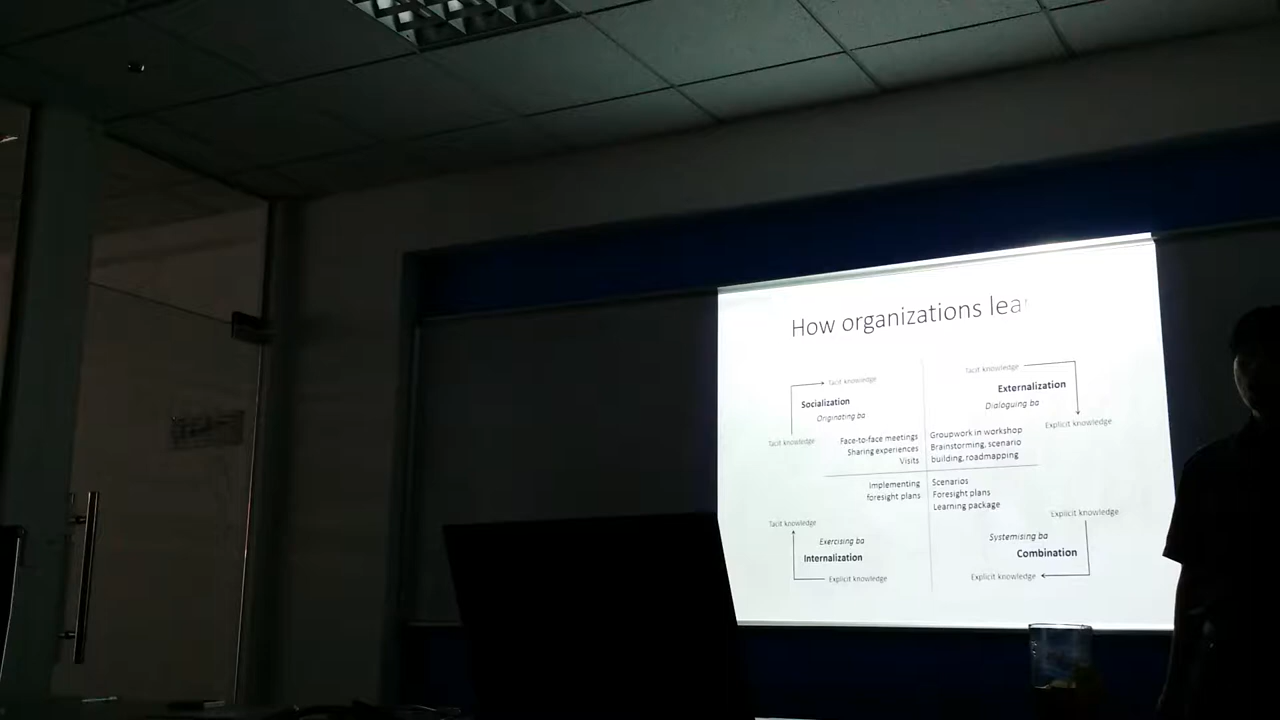 How organizations lea
Tacit knowledge
Socialization
Originating ba
Tacit knowledge
Face-to-face meetings
Sharing experiences
Visits
Tacit knowledge
Externalization
Dialoguing ba
Explicit knowledge
Groupwork in workshop
Brainstorming, scenario
building, roadmapping
Implementing
foresight plans
Tacit knowledge
Exercising ba
Internalization
Explicit knowledge
Scenarios
Foresight plans
Learning package
Explicit knowledge
Systemising ba
Combination
Explicit knowledge